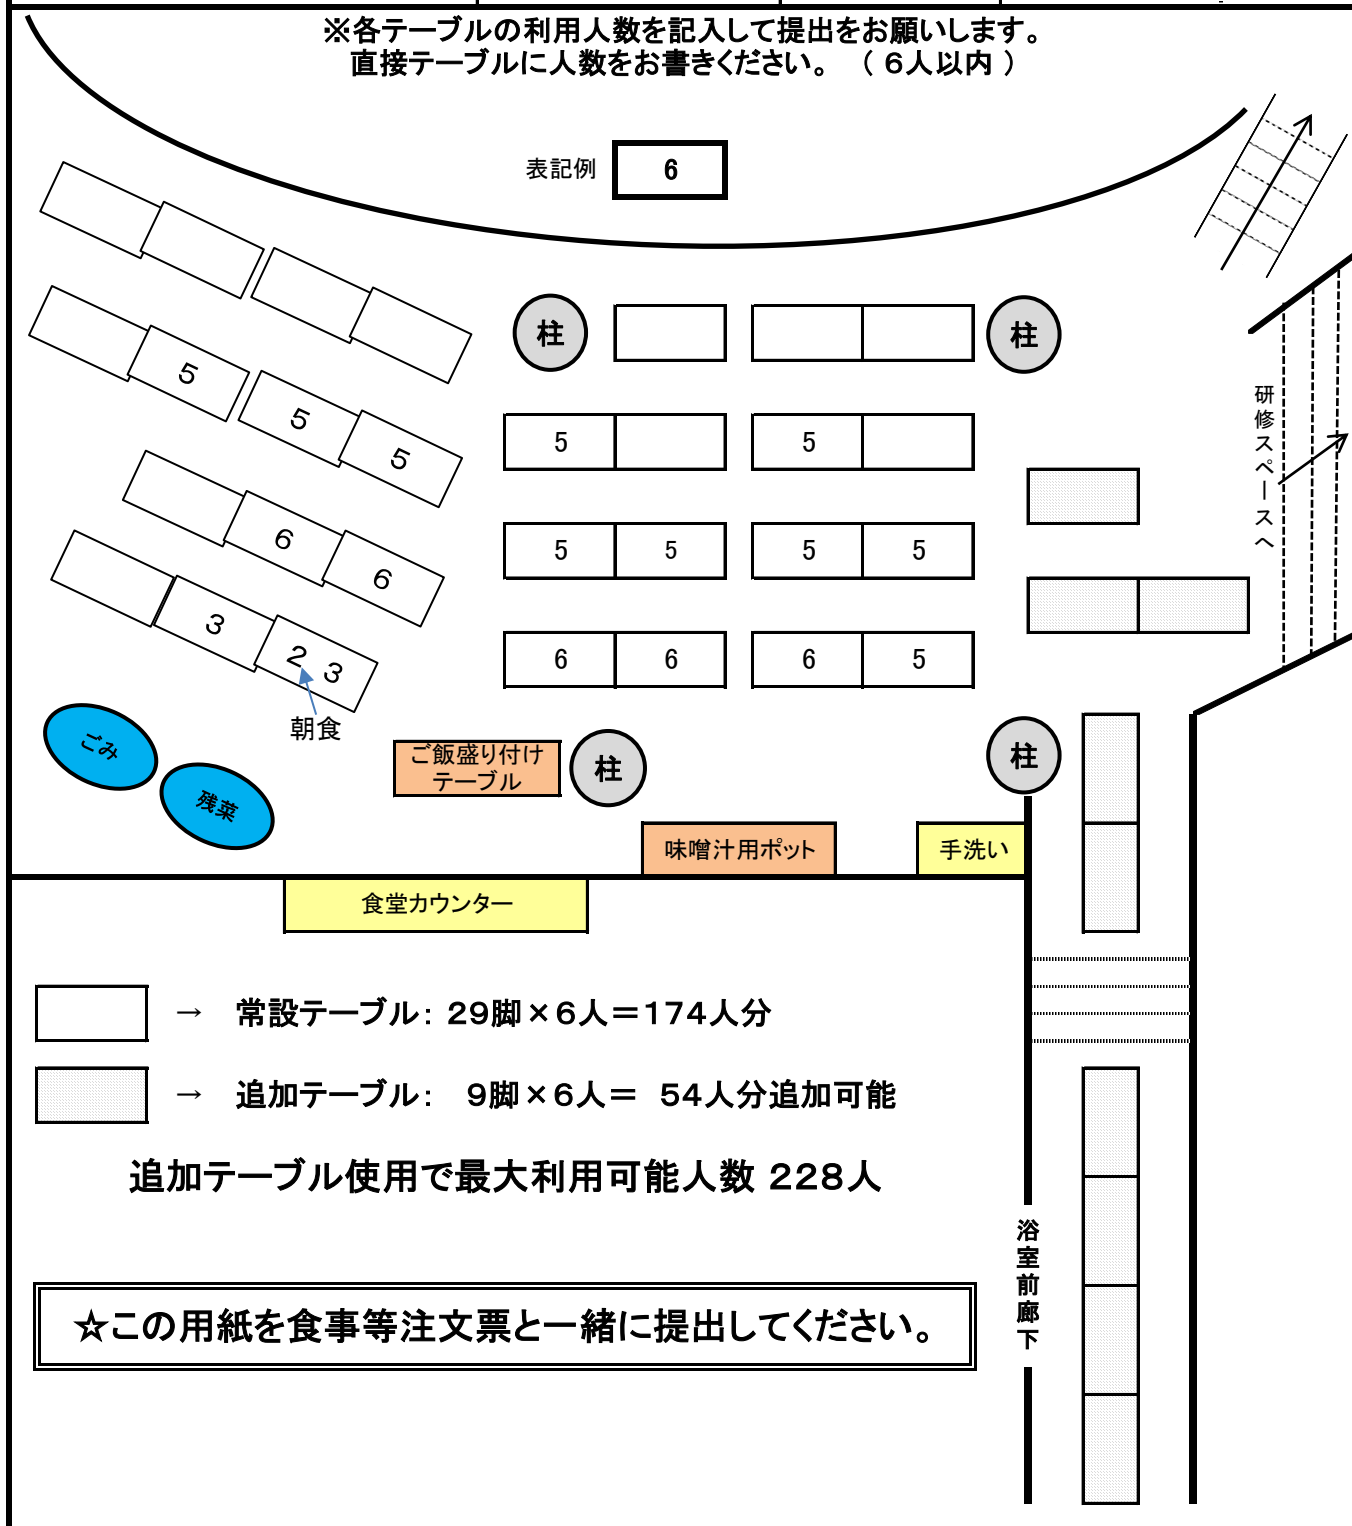 ※各テーブルの利用人数を記入して提出をお願いします。
直接テーブルに人数をお書きください。 （ 6人以内 ）
表記例 6
柱 柱
5 5 5
5 5
研修スペースへ
6 6
5 5 5 5
3 2 3
6 6 6 5
朝食
ごみ
残菜
ご飯盛り付け
テーブル
柱
柱
味噌汁用ポット
手洗い
食堂カウンター
→ 常設テーブル： 29脚×6人＝174人分
→ 追加テーブル： 9脚×6人＝ 54人分追加可能
追加テーブル使用で最大利用可能人数 228人
浴室前廊下
☆この用紙を食事等注文票と一緒に提出してください。